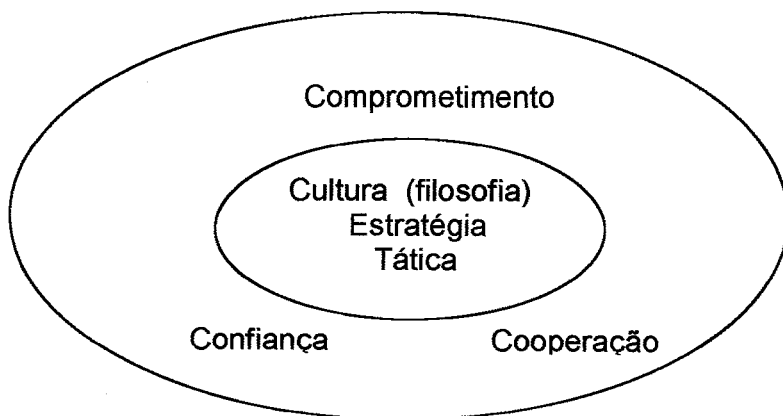 Comprometimento
Cultura (filosofia)
Estratégia
Tática
Confiança Cooperação